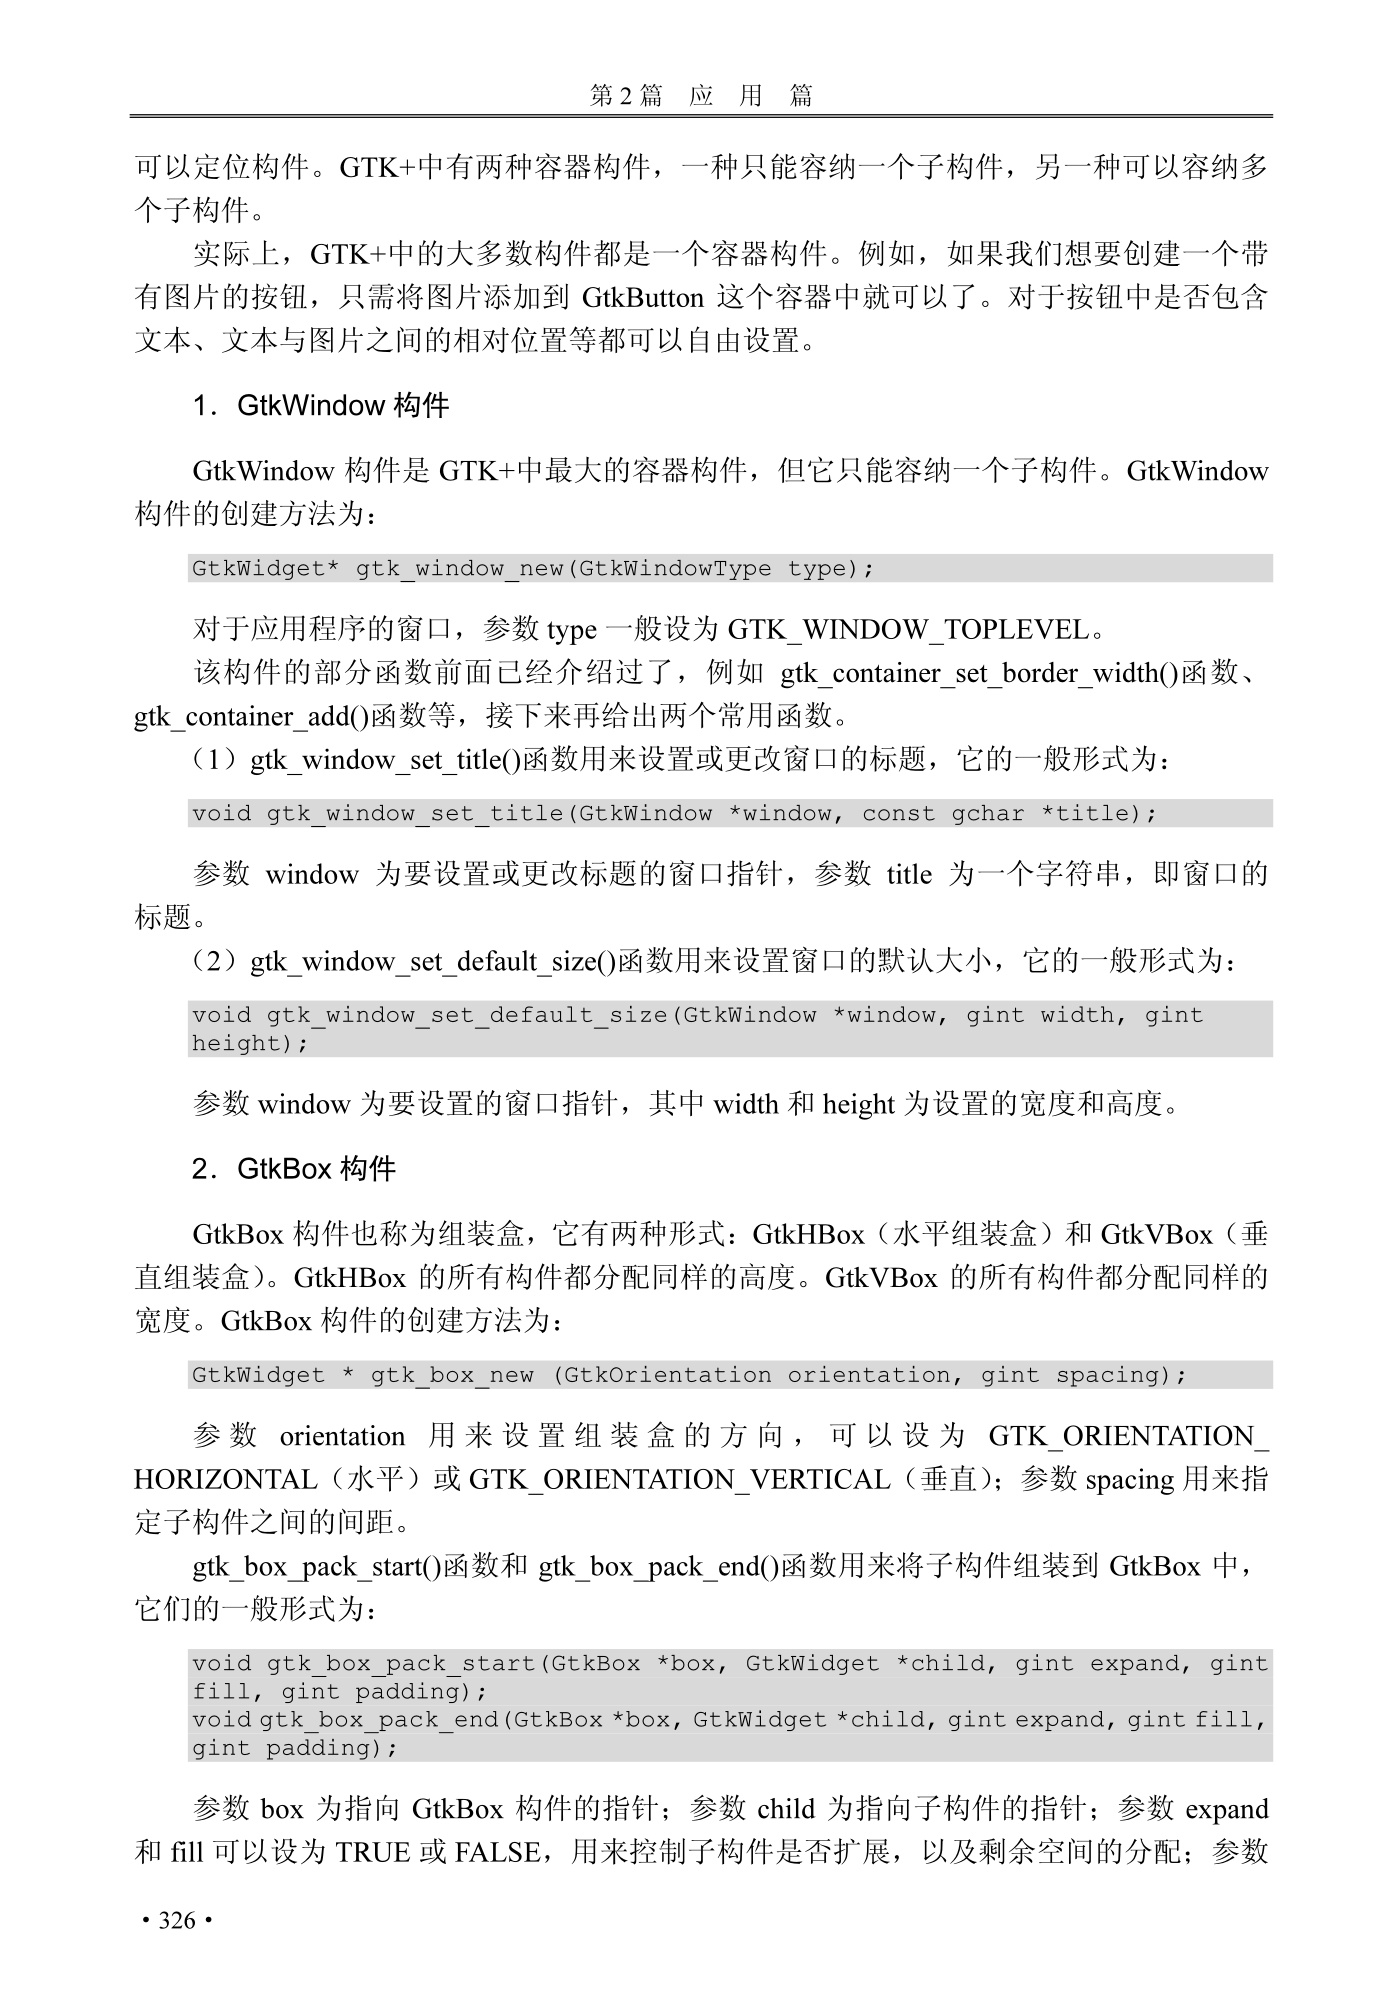 第 2 篇 应 用 篇
可以定位构件。GTK+中有两种容器构件，一种只能容纳一个子构件，另一种可以容纳多
个子构件。
实际上，GTK+中的大多数构件都是一个容器构件。例如，如果我们想要创建一个带
有图片的按钮，只需将图片添加到 GtkButton 这个容器中就可以了。对于按钮中是否包含
文本、文本与图片之间的相对位置等都可以自由设置。
1．GtkWindow 构件
GtkWindow 构件是 GTK+中最大的容器构件，但它只能容纳一个子构件。GtkWindow
构件的创建方法为：
GtkWidget* gtk_window_new(GtkWindowType type);
对于应用程序的窗口，参数 type 一般设为 GTK_WINDOW_TOPLEVEL。
该构件的部分函数前面已经介绍过了，例如 gtk_container_set_border_width()函数、
gtk_container_add()函数等，接下来再给出两个常用函数。
（1）gtk_window_set_title()函数用来设置或更改窗口的标题，它的一般形式为：
void gtk_window_set_title(GtkWindow *window, const gchar *title);
参数 window 为要设置或更改标题的窗口指针，参数 title 为一个字符串，即窗口的
标题。
（2）gtk_window_set_default_size()函数用来设置窗口的默认大小，它的一般形式为：
void gtk_window_set_default_size(GtkWindow *window, gint width, gint
height);
参数 window 为要设置的窗口指针，其中 width 和 height 为设置的宽度和高度。
2．GtkBox 构件
GtkBox 构件也称为组装盒，它有两种形式：GtkHBox（水平组装盒）和 GtkVBox（垂
直组装盒）。GtkHBox 的所有构件都分配同样的高度。GtkVBox 的所有构件都分配同样的
宽度。GtkBox 构件的创建方法为：
GtkWidget * gtk_box_new (GtkOrientation orientation, gint spacing);
参数 orientation 用来设置组装盒的方向，可以设为 GTK_ORIENTATION_
HORIZONTAL（水平）或 GTK_ORIENTATION_VERTICAL（垂直）；参数 spacing 用来指
定子构件之间的间距。
gtk_box_pack_start()函数和 gtk_box_pack_end()函数用来将子构件组装到 GtkBox 中，
它们的一般形式为：
void gtk_box_pack_start(GtkBox *box, GtkWidget *child, gint expand, gint
fill, gint padding);
void gtk_box_pack_end(GtkBox *box, GtkWidget *child, gint expand, gint fill,
gint padding);
参数 box 为指向 GtkBox 构件的指针；参数 child 为指向子构件的指针；参数 expand
和 fill 可以设为 TRUE 或 FALSE，用来控制子构件是否扩展，以及剩余空间的分配；参数
• 326 •